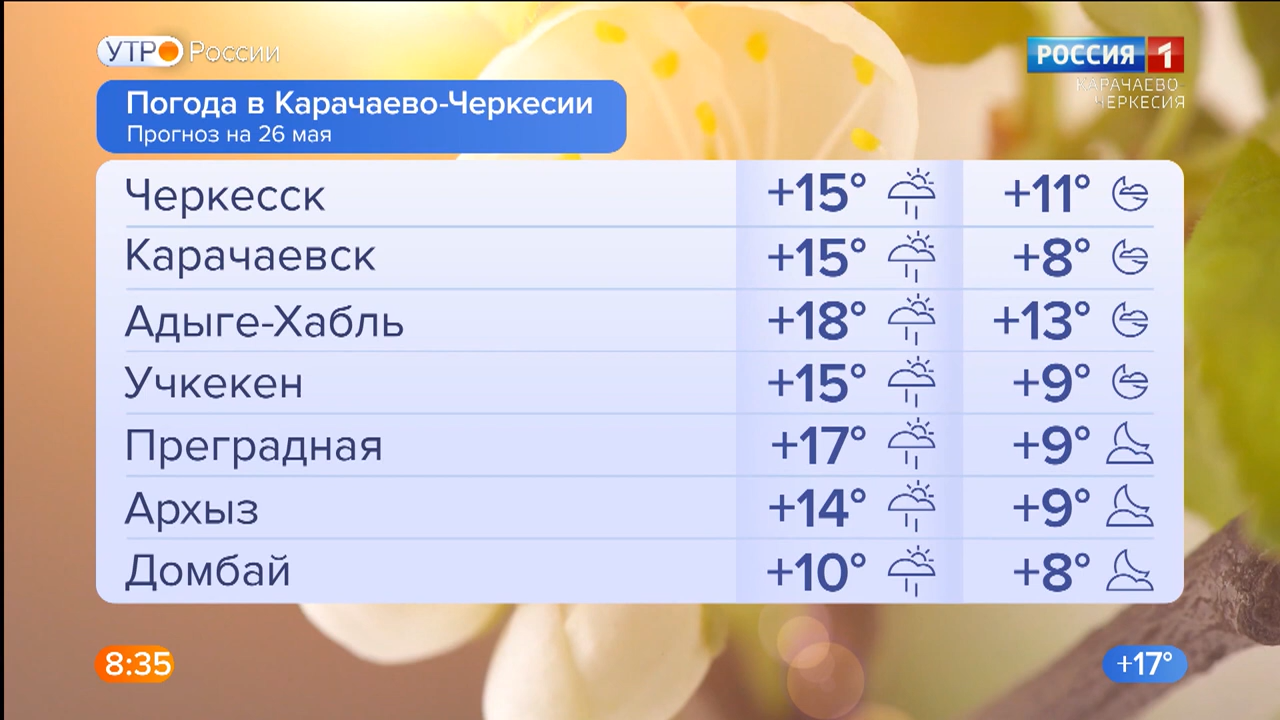 УТРО России
РОССИЯ 1
КАРАЧАЕВО-
ЧЕРКЕСИЯ
Погода в Карачаево-Черкесии
Прогноз на 26 мая
Черкесск +15° +11°
Карачаевск +15° +8°
Адыге-Хабль +18° +13°
Учкекен +15° +9°
Преградная +17° +9°
Архыз +14° +9°
Домбай +10° +8°
8:35
+17°